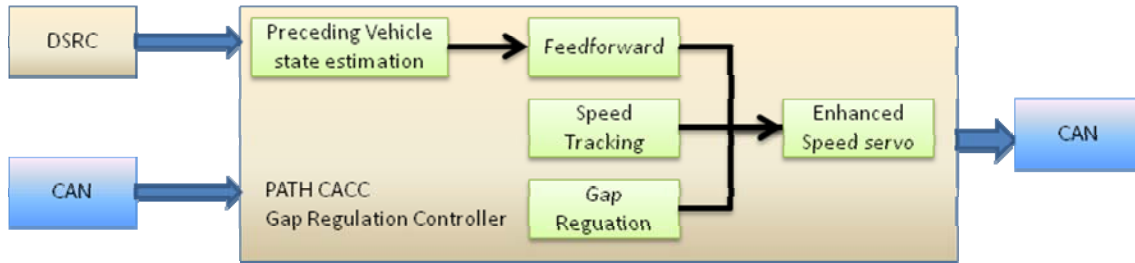 DSRC
Preceding Vehicle
state estimation
Feedforward
Speed
Tracking
Enhanced
Speed servo
CAN
CAN
PATH CACC
Gap Regulation Controller
Gap
Reguation